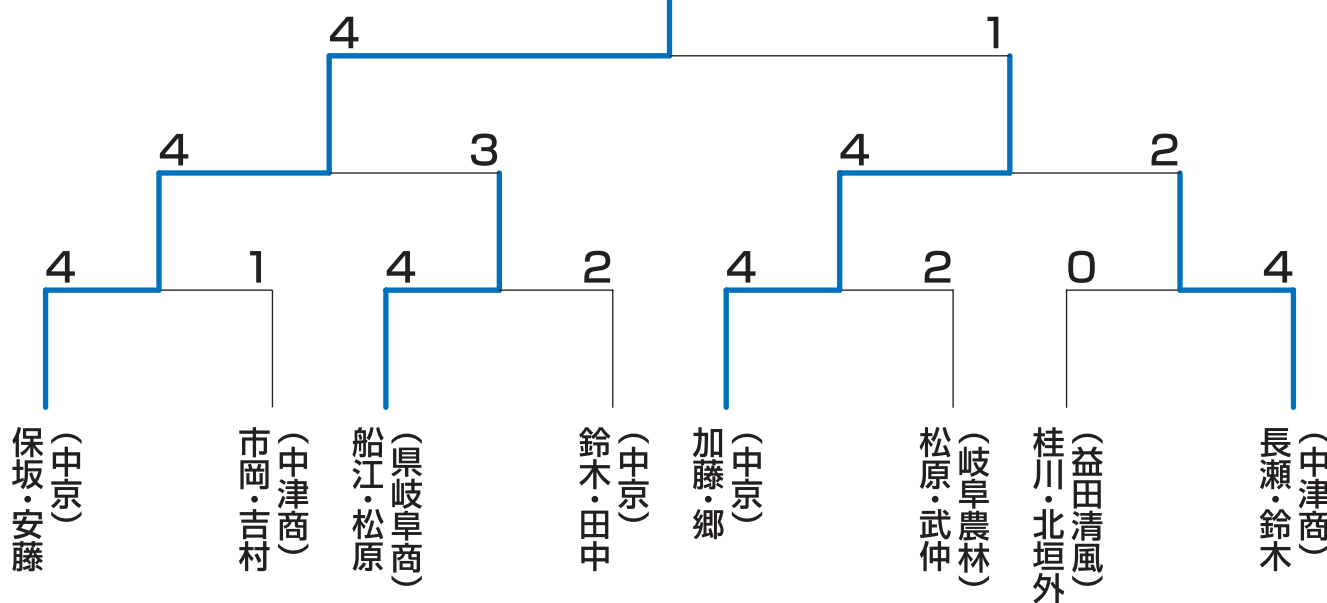 4 1
4 3 4 2
4 1 4 2 4 2 0 4
保坂・安藤
(中京)
市岡・吉村
(中津商)
船江・松原
(県岐阜商)
鈴木・田中
(中京)
加藤・郷
(中京)
松原・武仲
(岐阜農林)
桂川・北垣外
(益田清風)
長瀬・鈴木
(中津商)